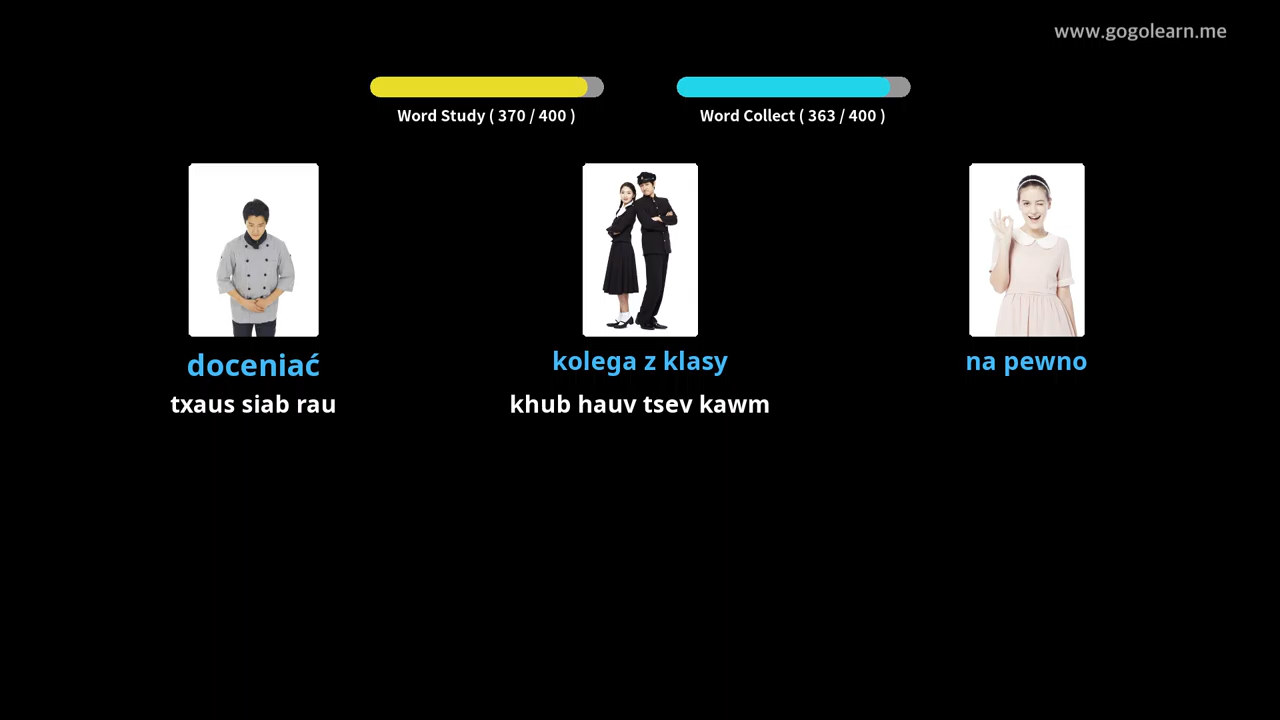 www.gogolearn.me
Word Study ( 370 / 400 )
Word Collect ( 363 / 400 )
doceniać
kolega z klasy
na pewno
txaus siab rau
khub hauv tsev kawm